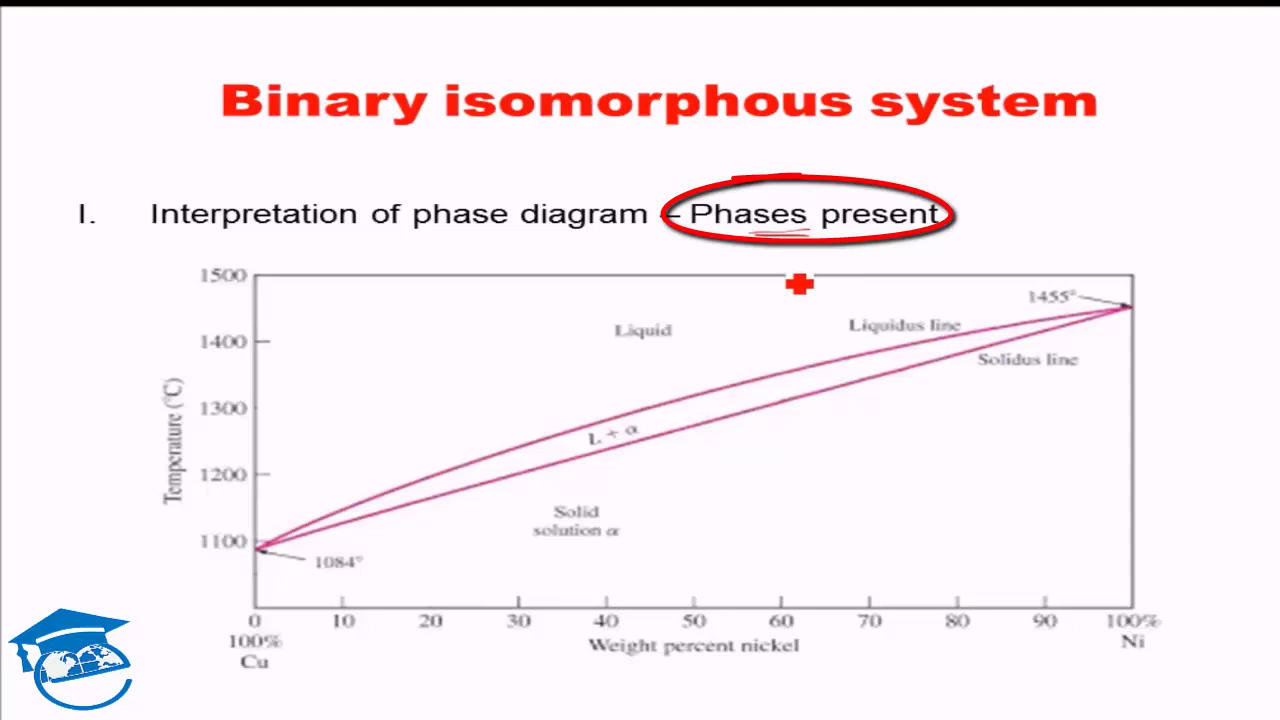 Binary isomorphous system
I. Interpretation of phase diagram – Phases present
1500
1455°
Liquid
Liquidus line
1400
Solidus line
Temperature (°C)
1300
L + α
1200
Solid
solution α
1100
1084°
0 10 20 30 40 50 60 70 80 90 100%
100%
Cu
Weight percent nickel
Ni